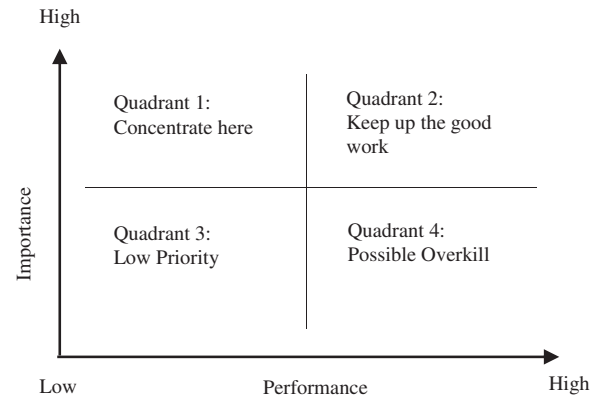 High
Quadrant 1:
Concentrate here
Quadrant 2:
Keep up the good
work
Importance
Quadrant 3:
Low Priority
Quadrant 4:
Possible Overkill
Low
Performance
High